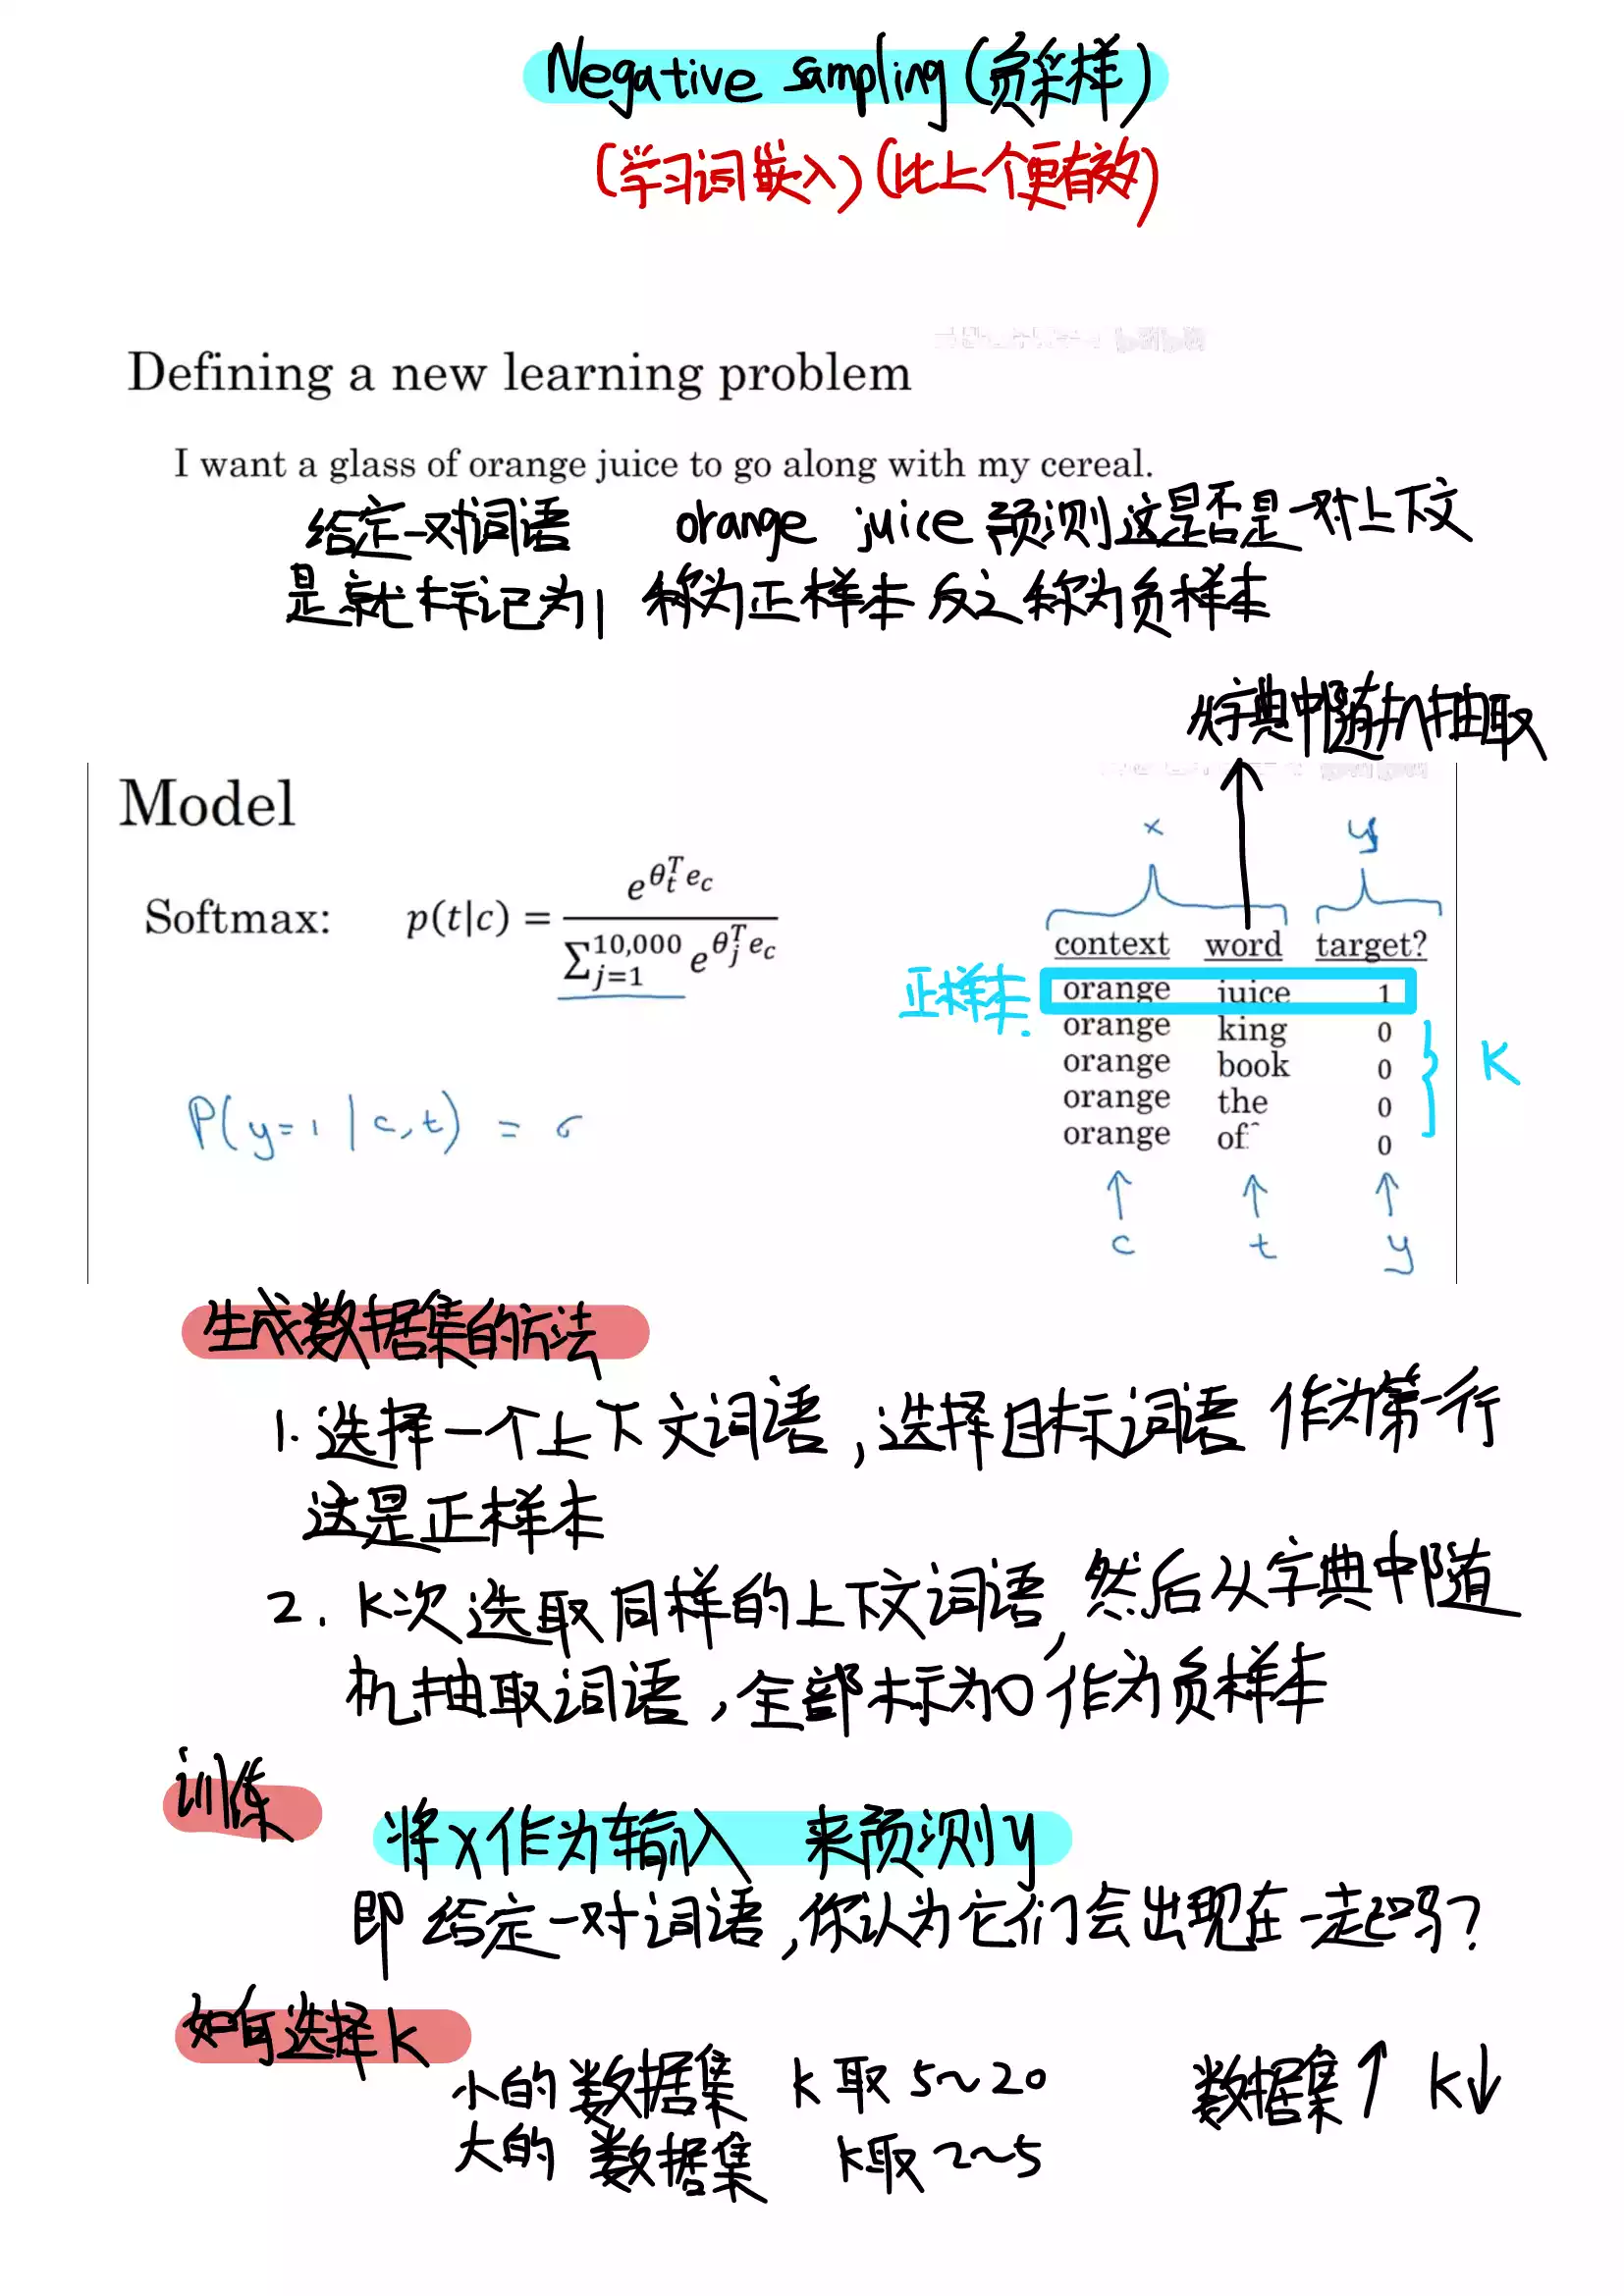 Negative sampling (负采样)
(学习词嵌入) (比上个更有效)
Defining a new learning problem
I want a glass of orange juice to go along with my cereal.
给定一对词语 orange juice 预测这是否是一对上下文
是就标记为1 称为正样本 反之称为负样本
从字典中随机抽取
Model
x y
Softmax: p(t|c) = e^{θ_t^T e_c} / ∑_{j=1}^{10,000} e^{θ_j^T e_c}
context word target?
正样本 orange juice 1
orange king 0
orange book 0
orange the 0
orange of 0
K
P(y=1|c,t) = σ
c t y
生成数据集的方法
1. 选择一个上下文词语,选择目标词语 作为第一行
这是正样本
2. K次选取同样的上下文词语,然后从字典中随
机抽取词语,全部标为0 作为负样本
训练
将x作为输入 来预测y
即 给定一对词语,你认为它们会出现在一起吗?
如何选择k
小的数据集 k取 5~20 数据集↑ K↓
大的数据集 k取 2~5